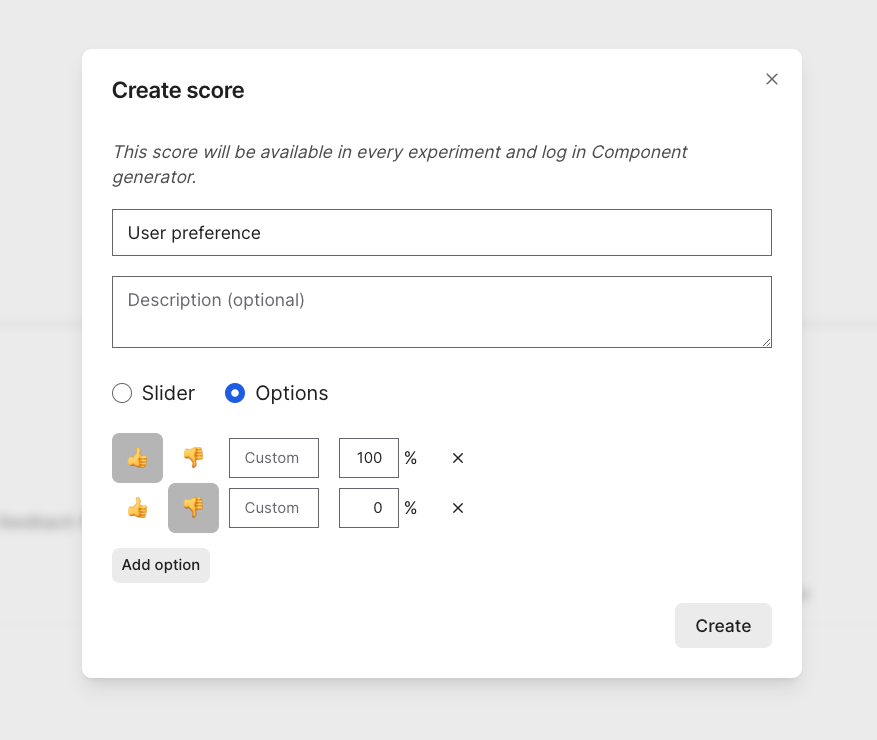 Create score
This score will be available in every experiment and log in Component
generator.
User preference
Description (optional)
Slider Options
👍 👎 Custom 100 % ×
👍 👎 Custom 0 % ×
Add option
Create